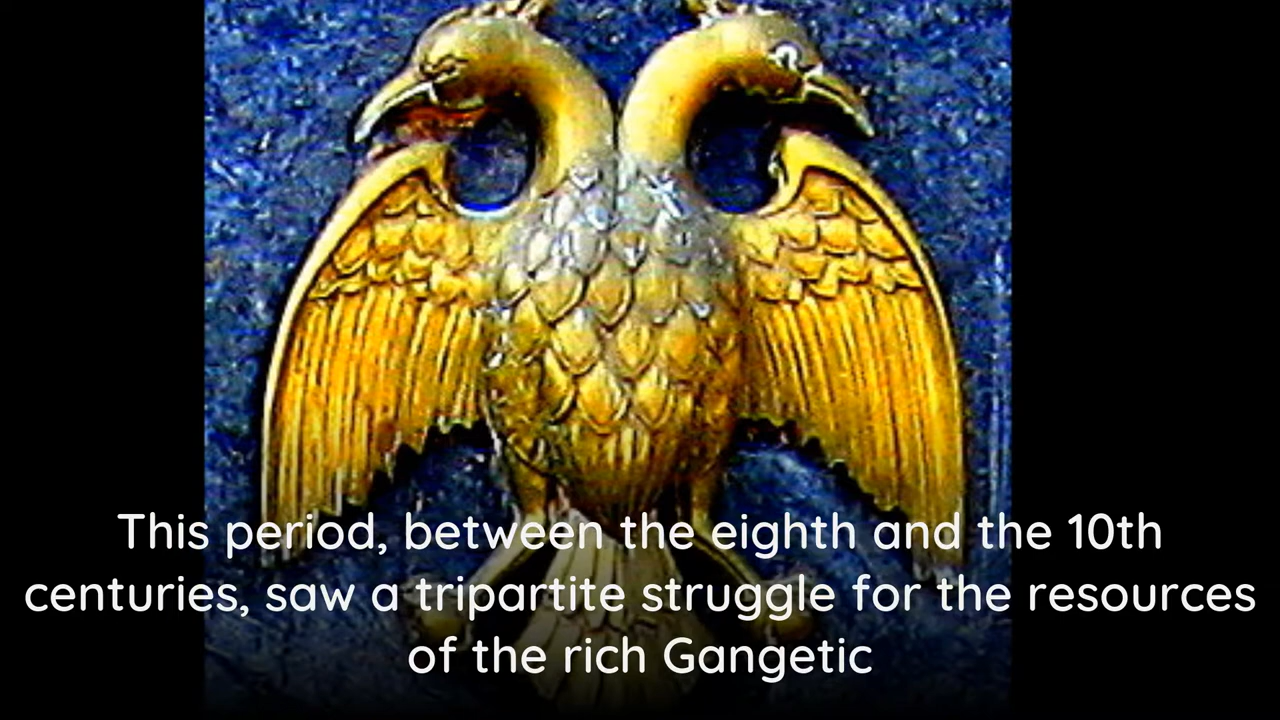 This period, between the eighth and the 10th
centuries, saw a tripartite struggle for the resources
of the rich Gangetic